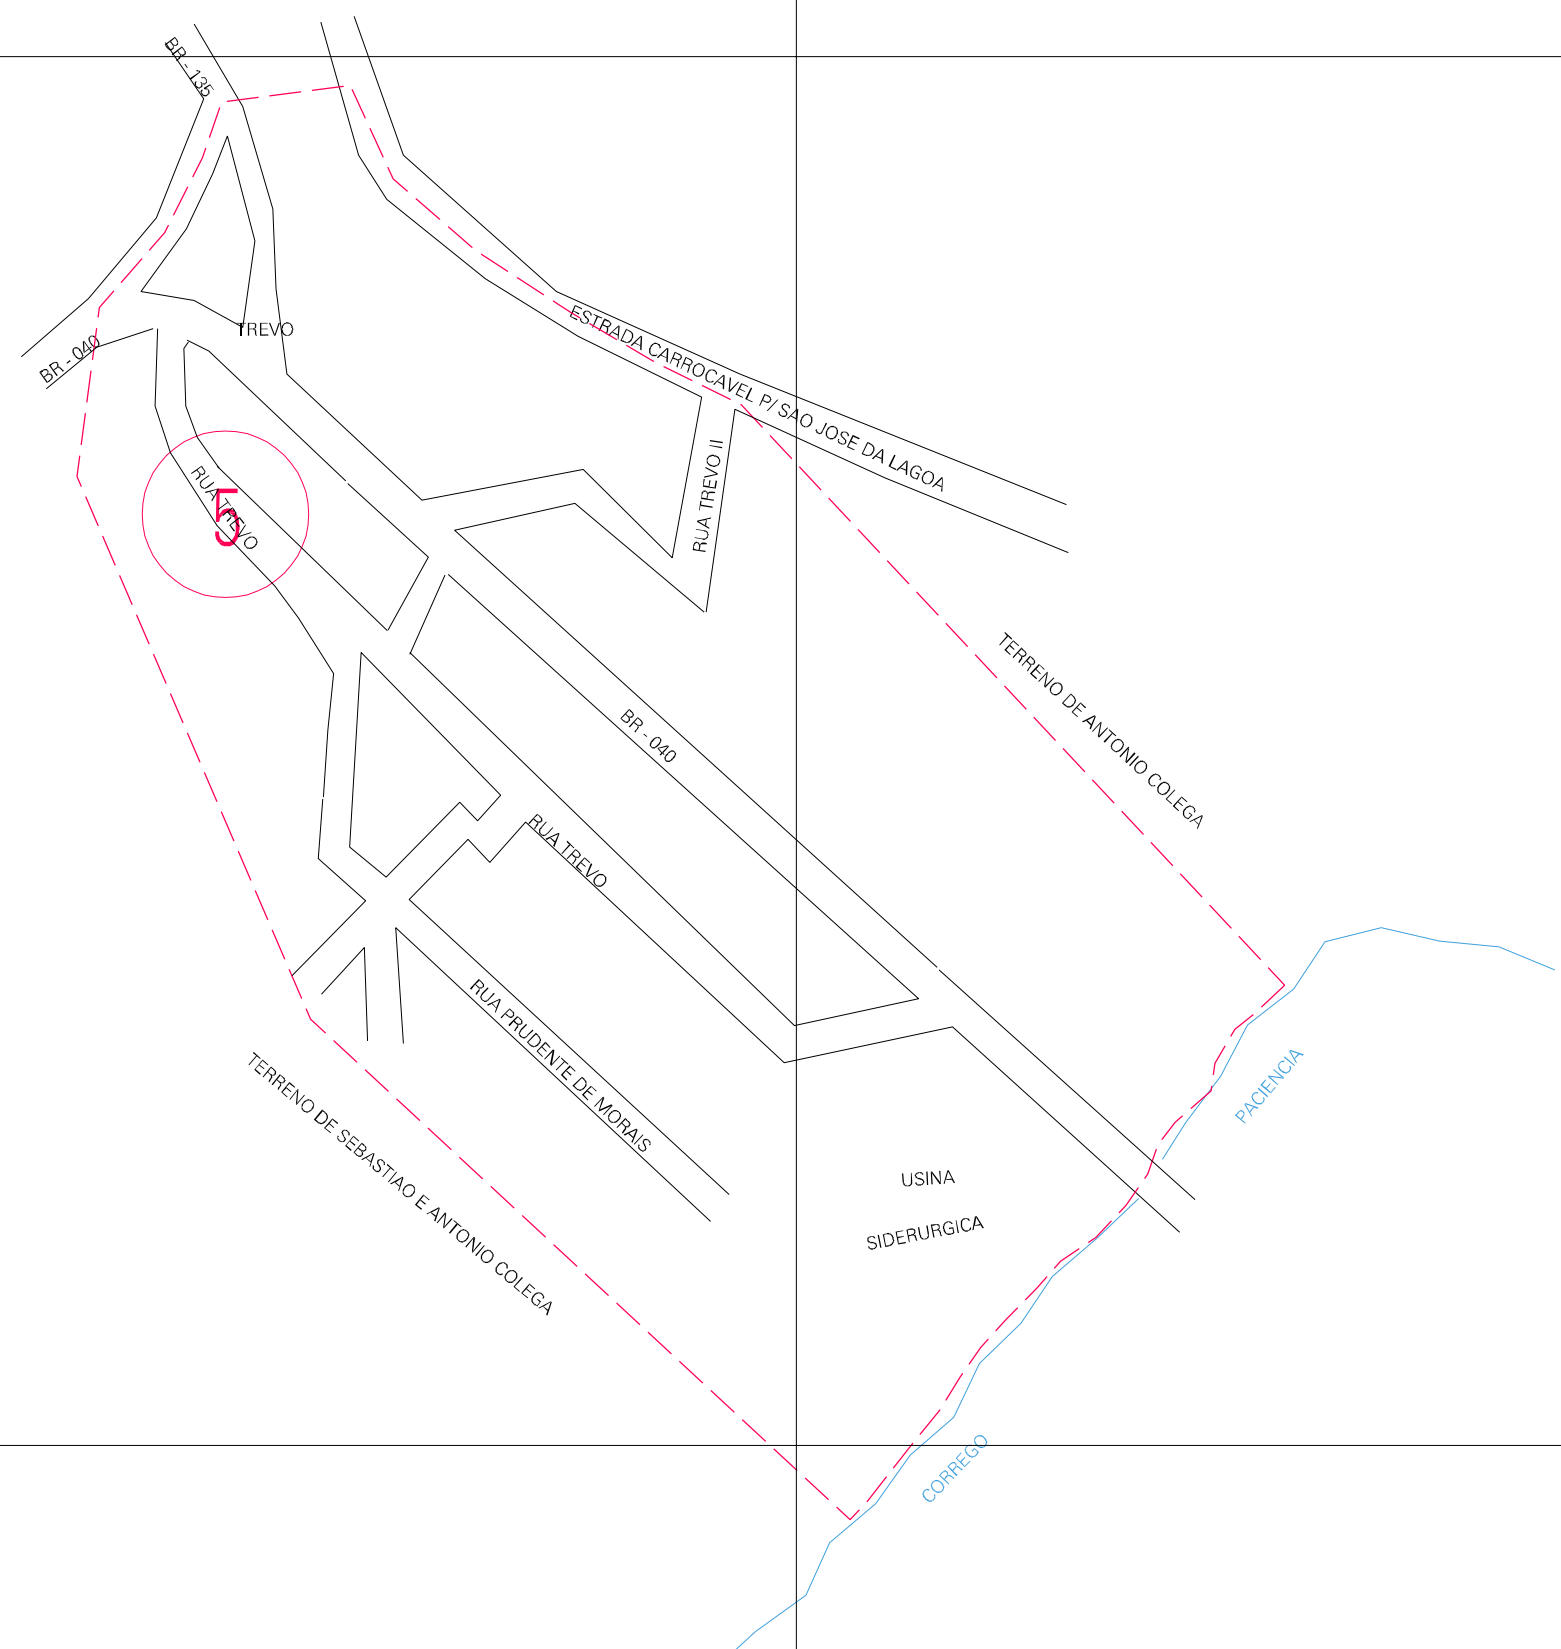 BR - 135
TREVO
BR - 040
ESTRADA CARROCAVEL P/ SAO JOSE DA LAGOA
RUA TREVO II
RUA TREVO
5
TERRENO DE ANTONIO COLEGA
BR - 040
RUA TREVO
RUA PRUDENTE DE MORAIS
TERRENO DE SEBASTIAO E ANTONIO COLEGA
PACIENCIA
USINA
SIDERURGICA
CORREGO